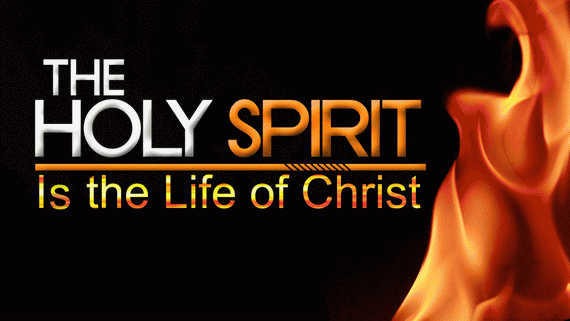 THE
HOLY SPIRIT
Is the Life of Christ